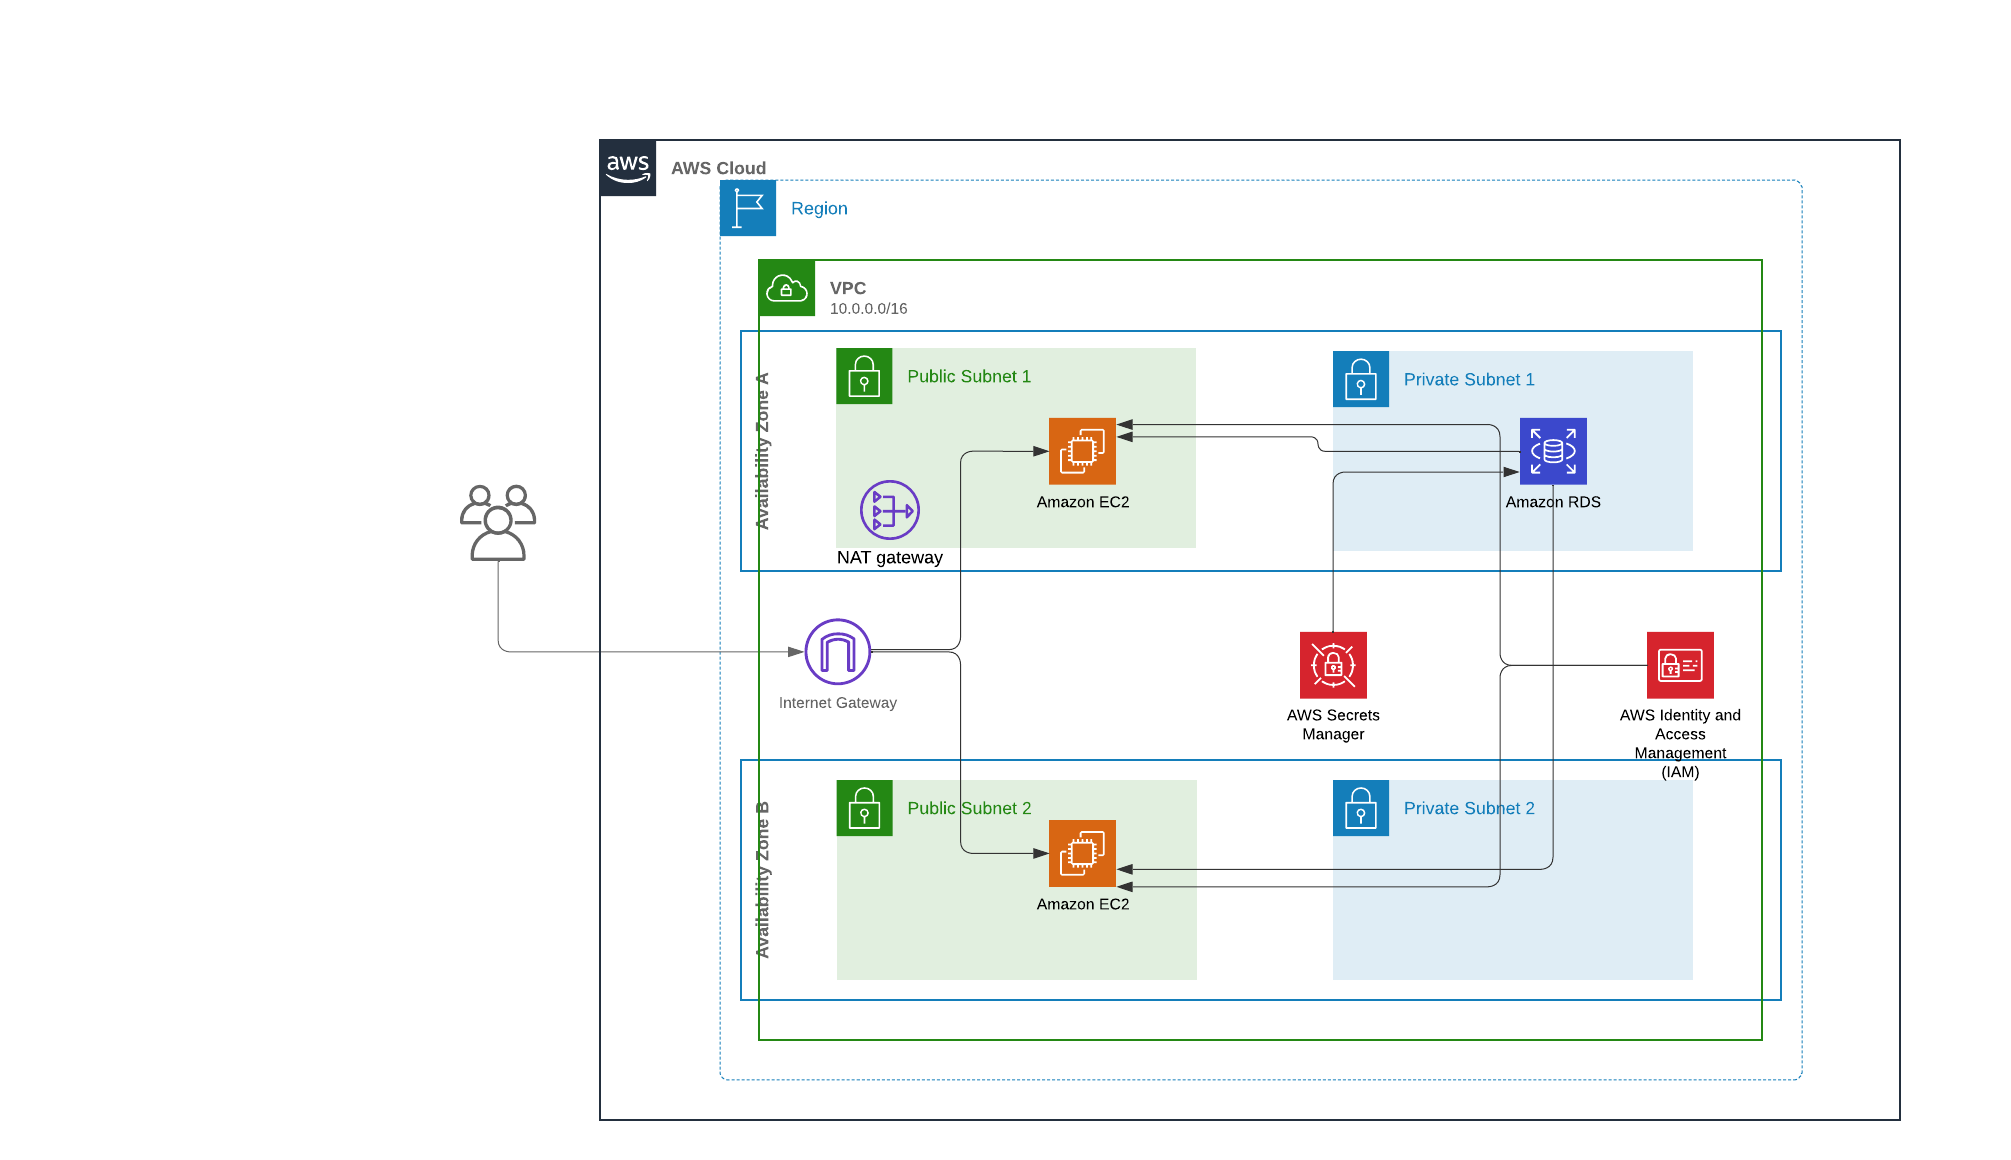 aws
AWS Cloud
Region
VPC
10.0.0.0/16
Availability Zone A
Public Subnet 1
Private Subnet 1
Amazon EC2
Amazon RDS
NAT gateway
Internet Gateway
AWS Secrets
Manager
AWS Identity and
Access
Management
(IAM)
Availability Zone B
Public Subnet 2
Private Subnet 2
Amazon EC2